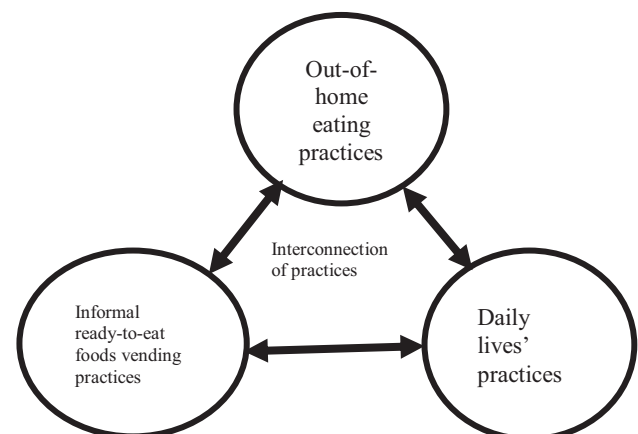 Out-of-
home
eating
practices
Interconnection
of practices
Informal
ready-to-eat
foods vending
practices
Daily
lives’
practices